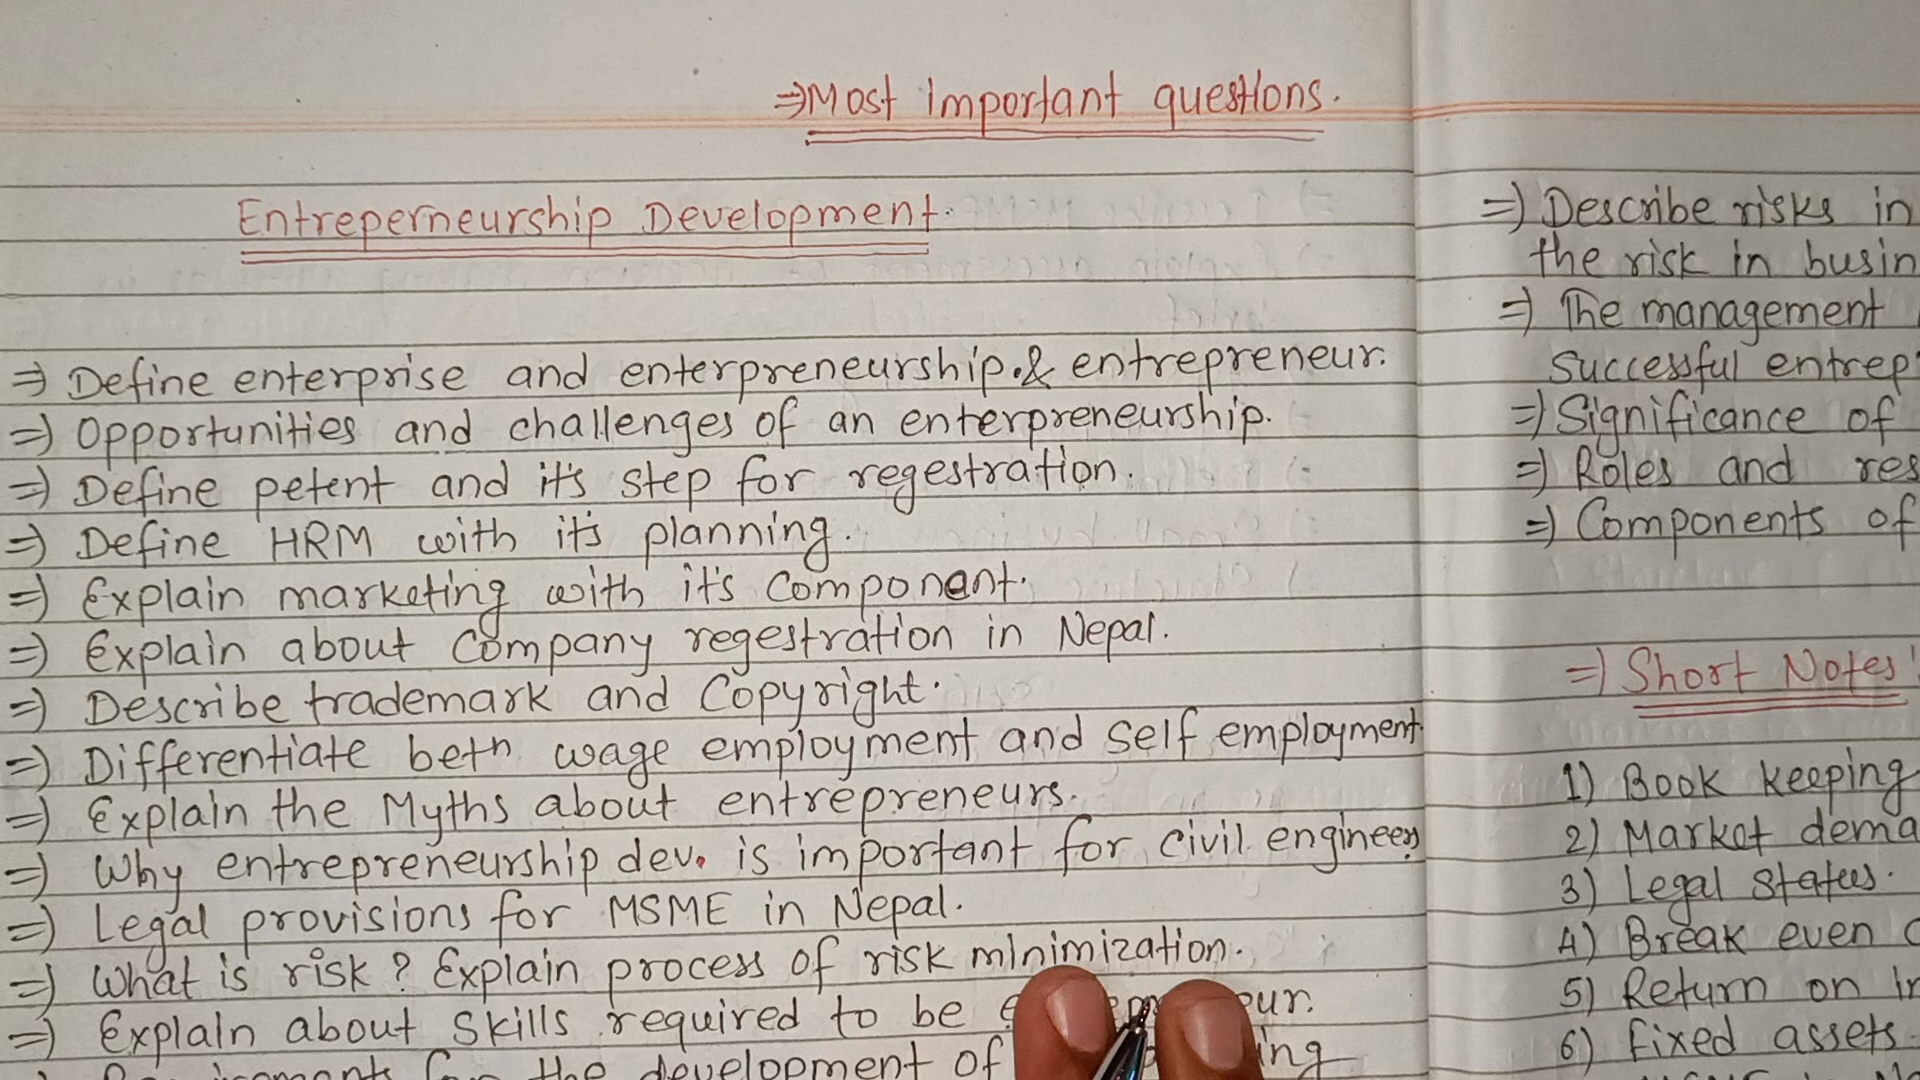 ⇒Most important questions.
Entreperneurship Development.
⇒ Define enterprise and enterpreneurship.& entrepreneur.
⇒ Opportunities and challenges of an enterpreneurship.
⇒ Define petent and it's step for regestration.
⇒ Define HRM with it's planning.
⇒ Explain marketing with it's Component.
⇒ Explain about Company regestration in Nepal.
⇒ Describe trademark and Copyright.
⇒ Differentiate betn wage employment and self employment
⇒ Explain the Myths about entrepreneurs.
⇒ Why entrepreneurship dev. is important for civil engineers
⇒ Legal provisions for MSME in Nepal.
⇒ What is risk? Explain process of risk minimization.
⇒ Explain about skills required to be
the development of
⇒ Describe risks in
the risk in busin
⇒ The management
Successful entrep
⇒ Significance of
⇒ Roles and res
⇒ Components of
⇒ Short Notes
1) Book keeping
2) Market dema
3) Legal Status.
4) Break even
5) Return on in
6) Fixed assets.